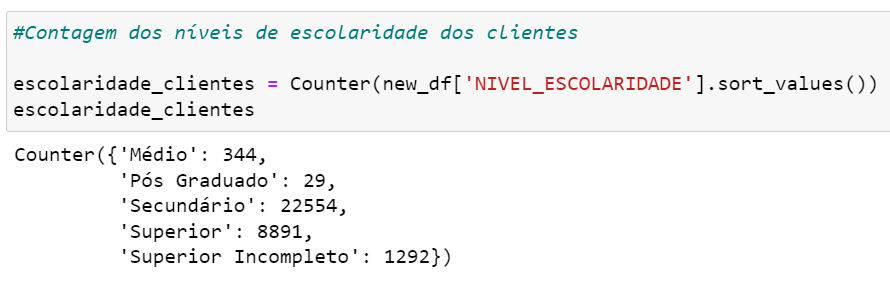 #Contagem dos níveis de escolaridade dos clientes
escolaridade_clientes = Counter(new_df['NIVEL_ESCOLARIDADE'].sort_values())
escolaridade_clientes
Counter({'Médio': 344,
'Pós Graduado': 29,
'Secundário': 22554,
'Superior': 8891,
'Superior Incompleto': 1292})